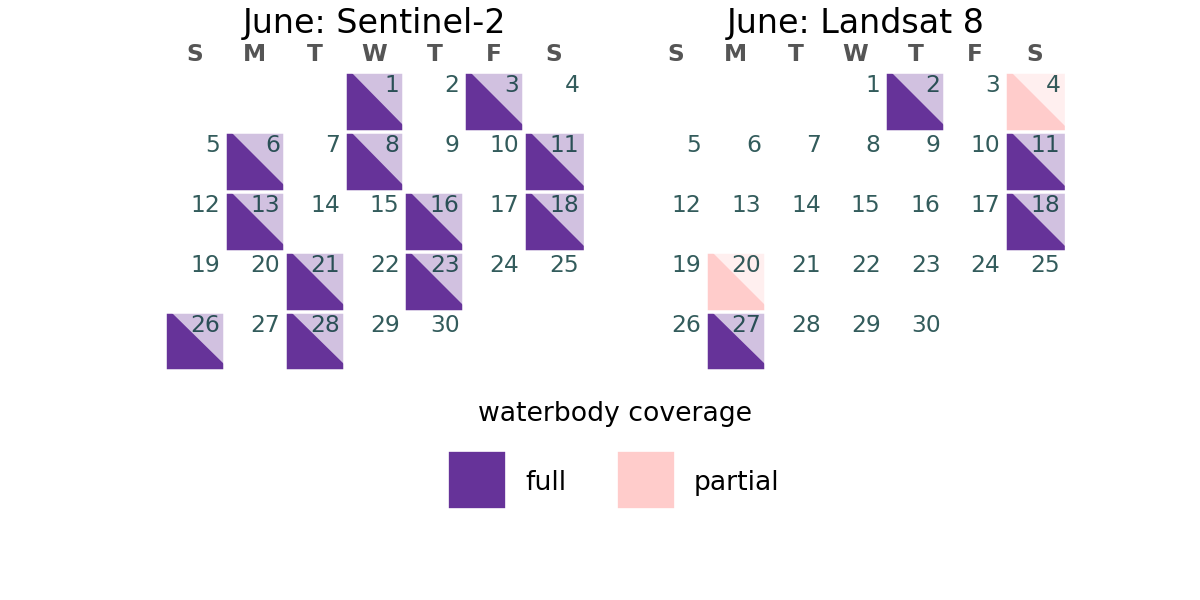 June: Sentinel-2
S M T W T F S
1 2 3 4
5 6 7 8 9 10 11
12 13 14 15 16 17 18
19 20 21 22 23 24 25
26 27 28 29 30
June: Landsat 8
S M T W T F S
1 2 3 4
5 6 7 8 9 10 11
12 13 14 15 16 17 18
19 20 21 22 23 24 25
26 27 28 29 30
waterbody coverage
full partial